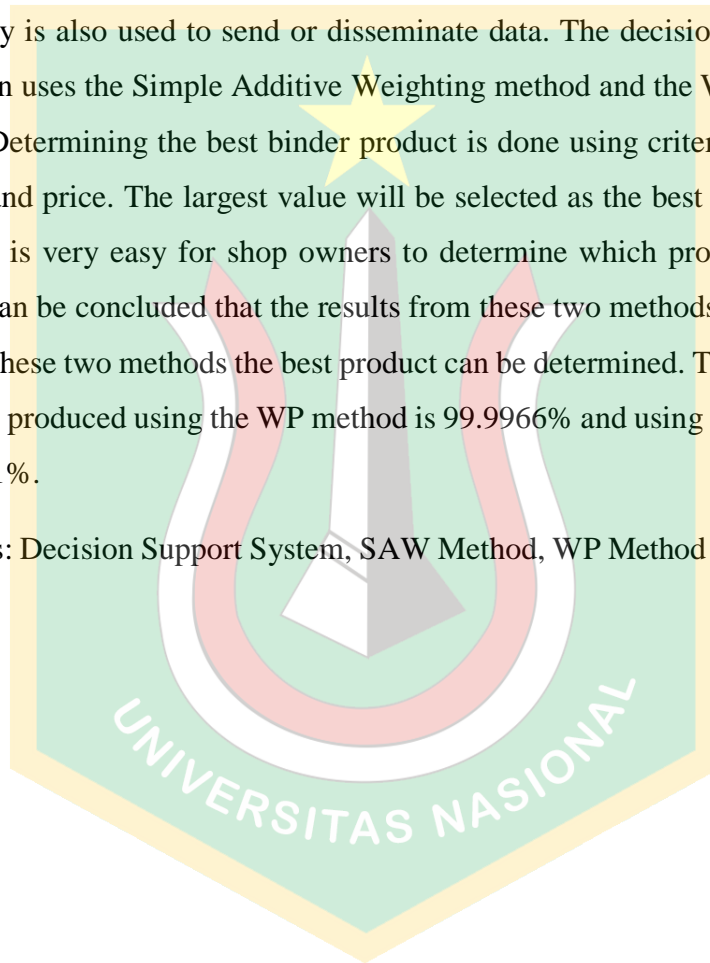 y is also used to send or disseminate data. The decisio
n uses the Simple Additive Weighting method and the
Determining the best binder product is done using criter
and price. The largest value will be selected as the best
is very easy for shop owners to determine which pro
an be concluded that the results from these two methods
these two methods the best product can be determined. T
produced using the WP method is 99.9966% and using
%.
s: Decision Support System, SAW Method, WP Method
UNIVERSITAS NASIONAL